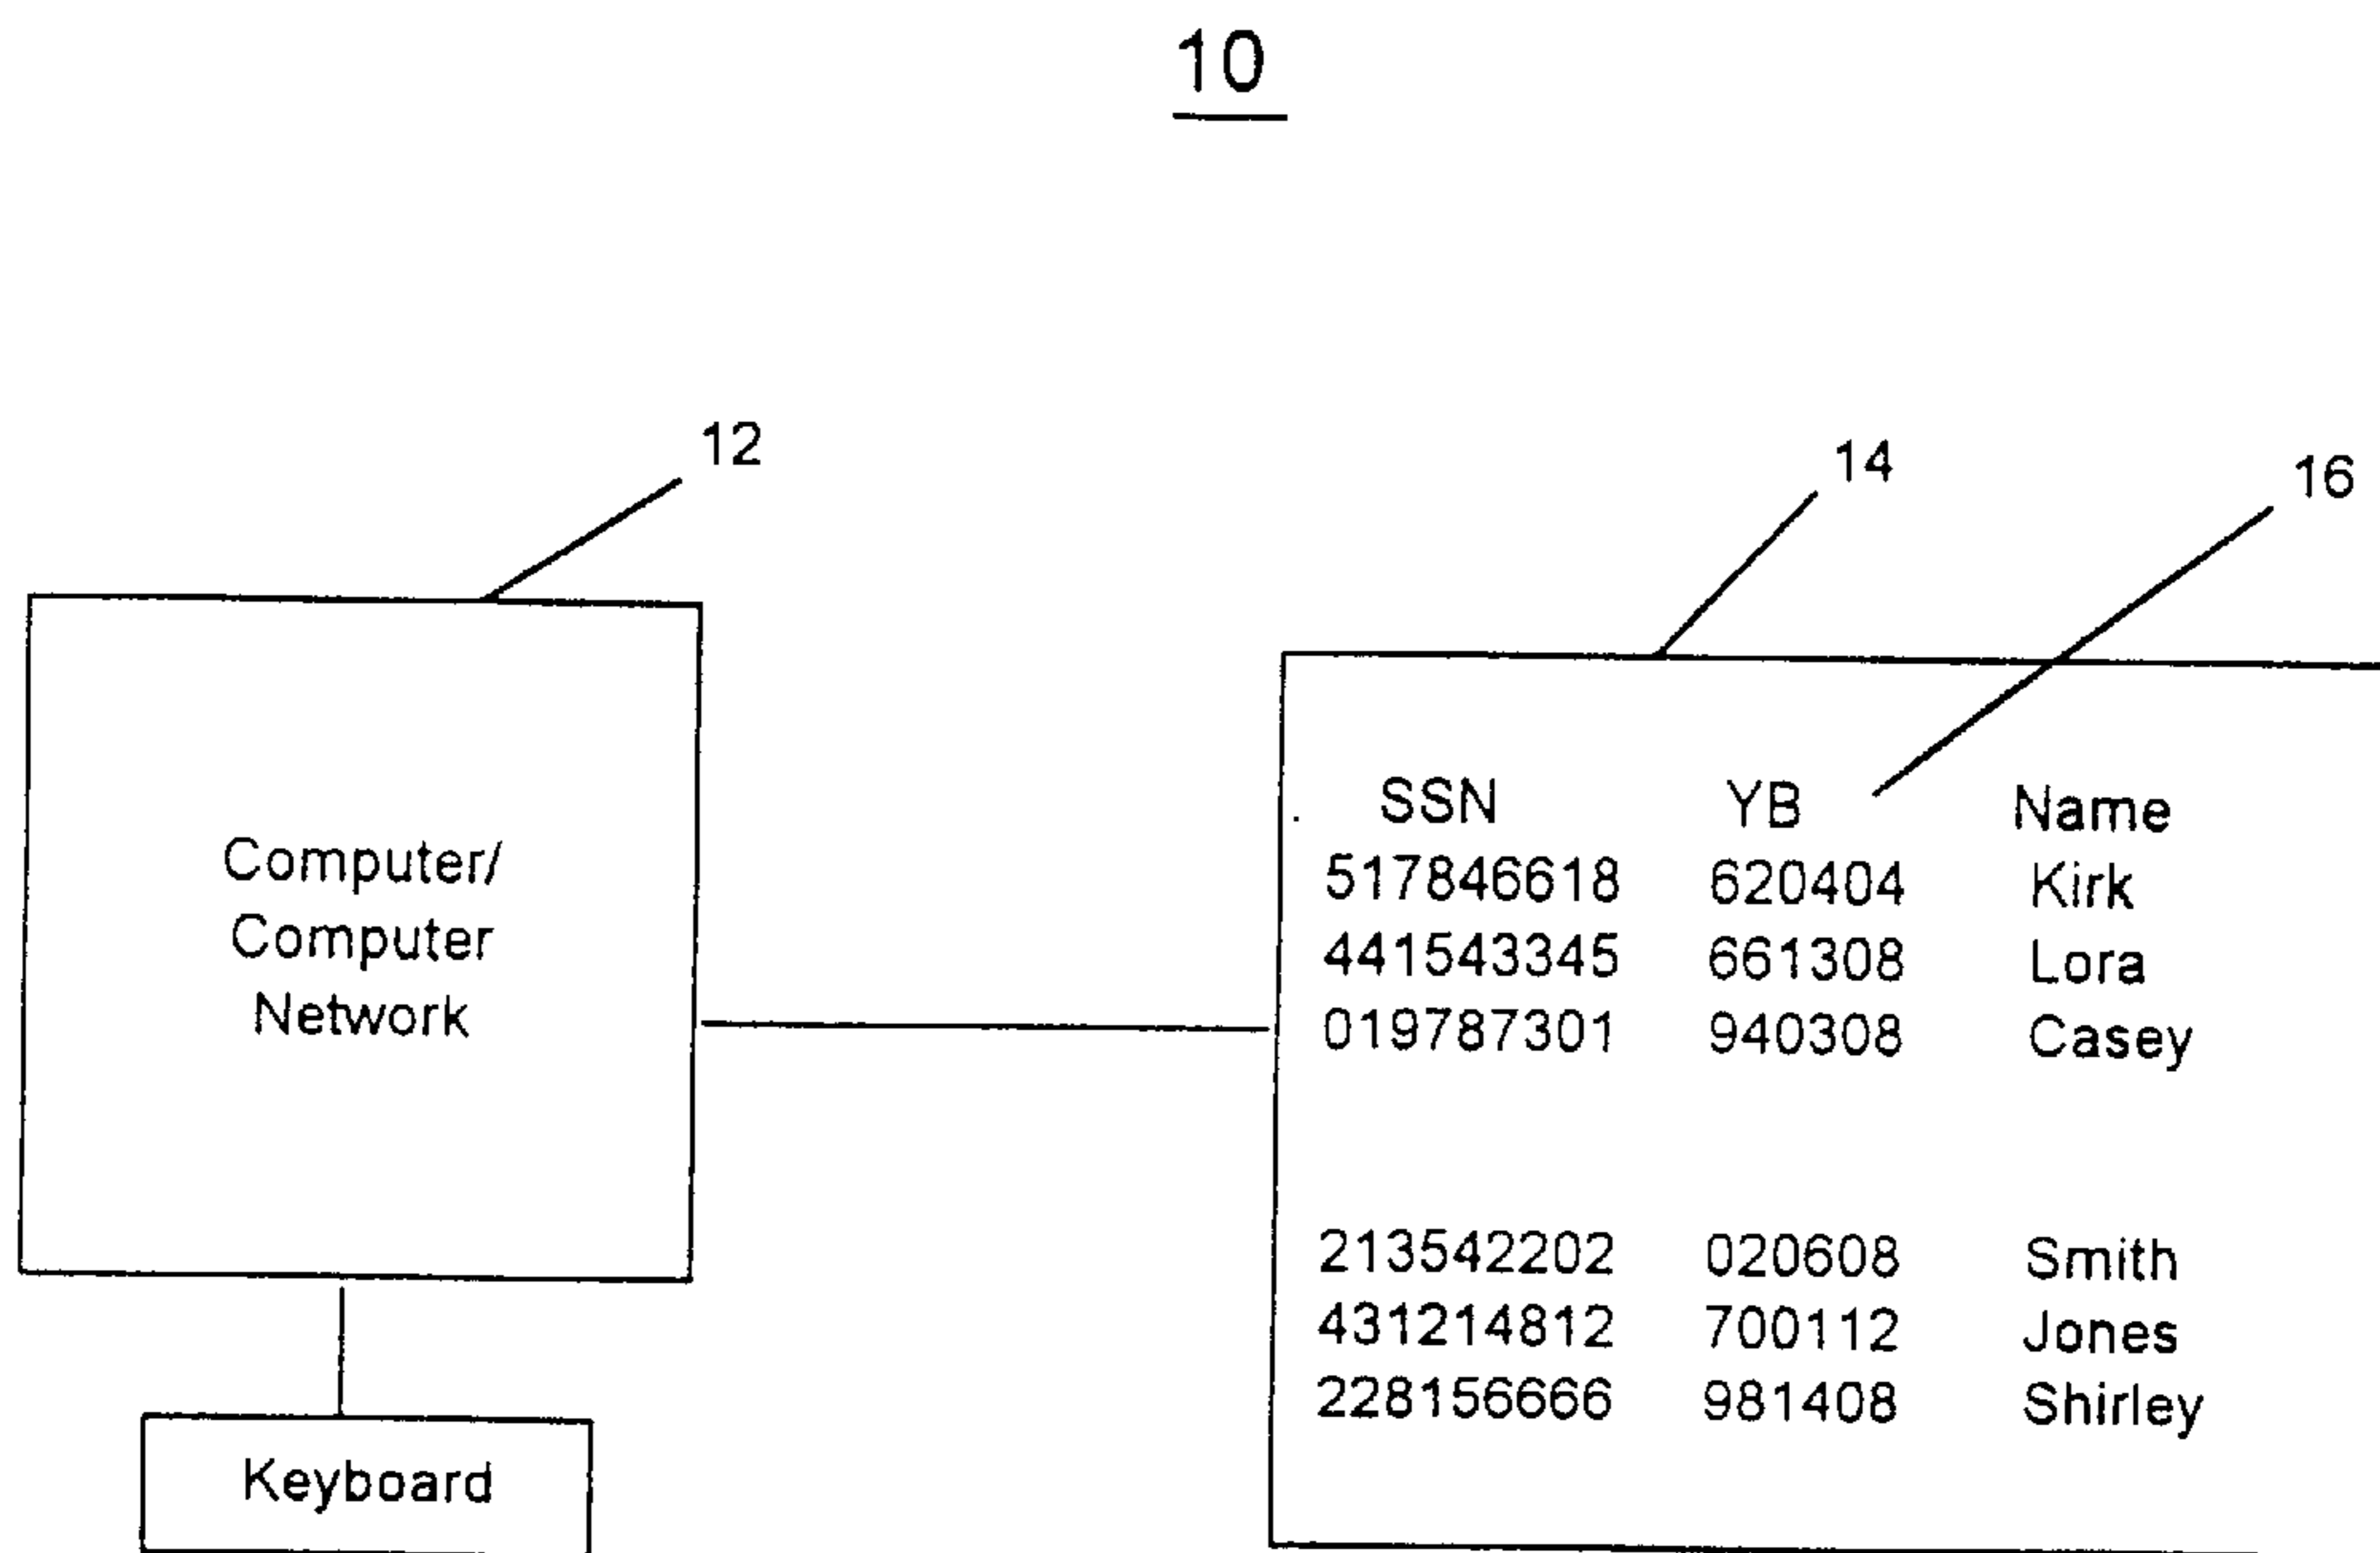 10
12
14
16
Computer/
Computer
Network
Keyboard
SSN YB Name
517846618 620404 Kirk
441543345 661308 Lora
019787301 940308 Casey
213542202 020608 Smith
431214812 700112 Jones
228156666 981408 Shirley